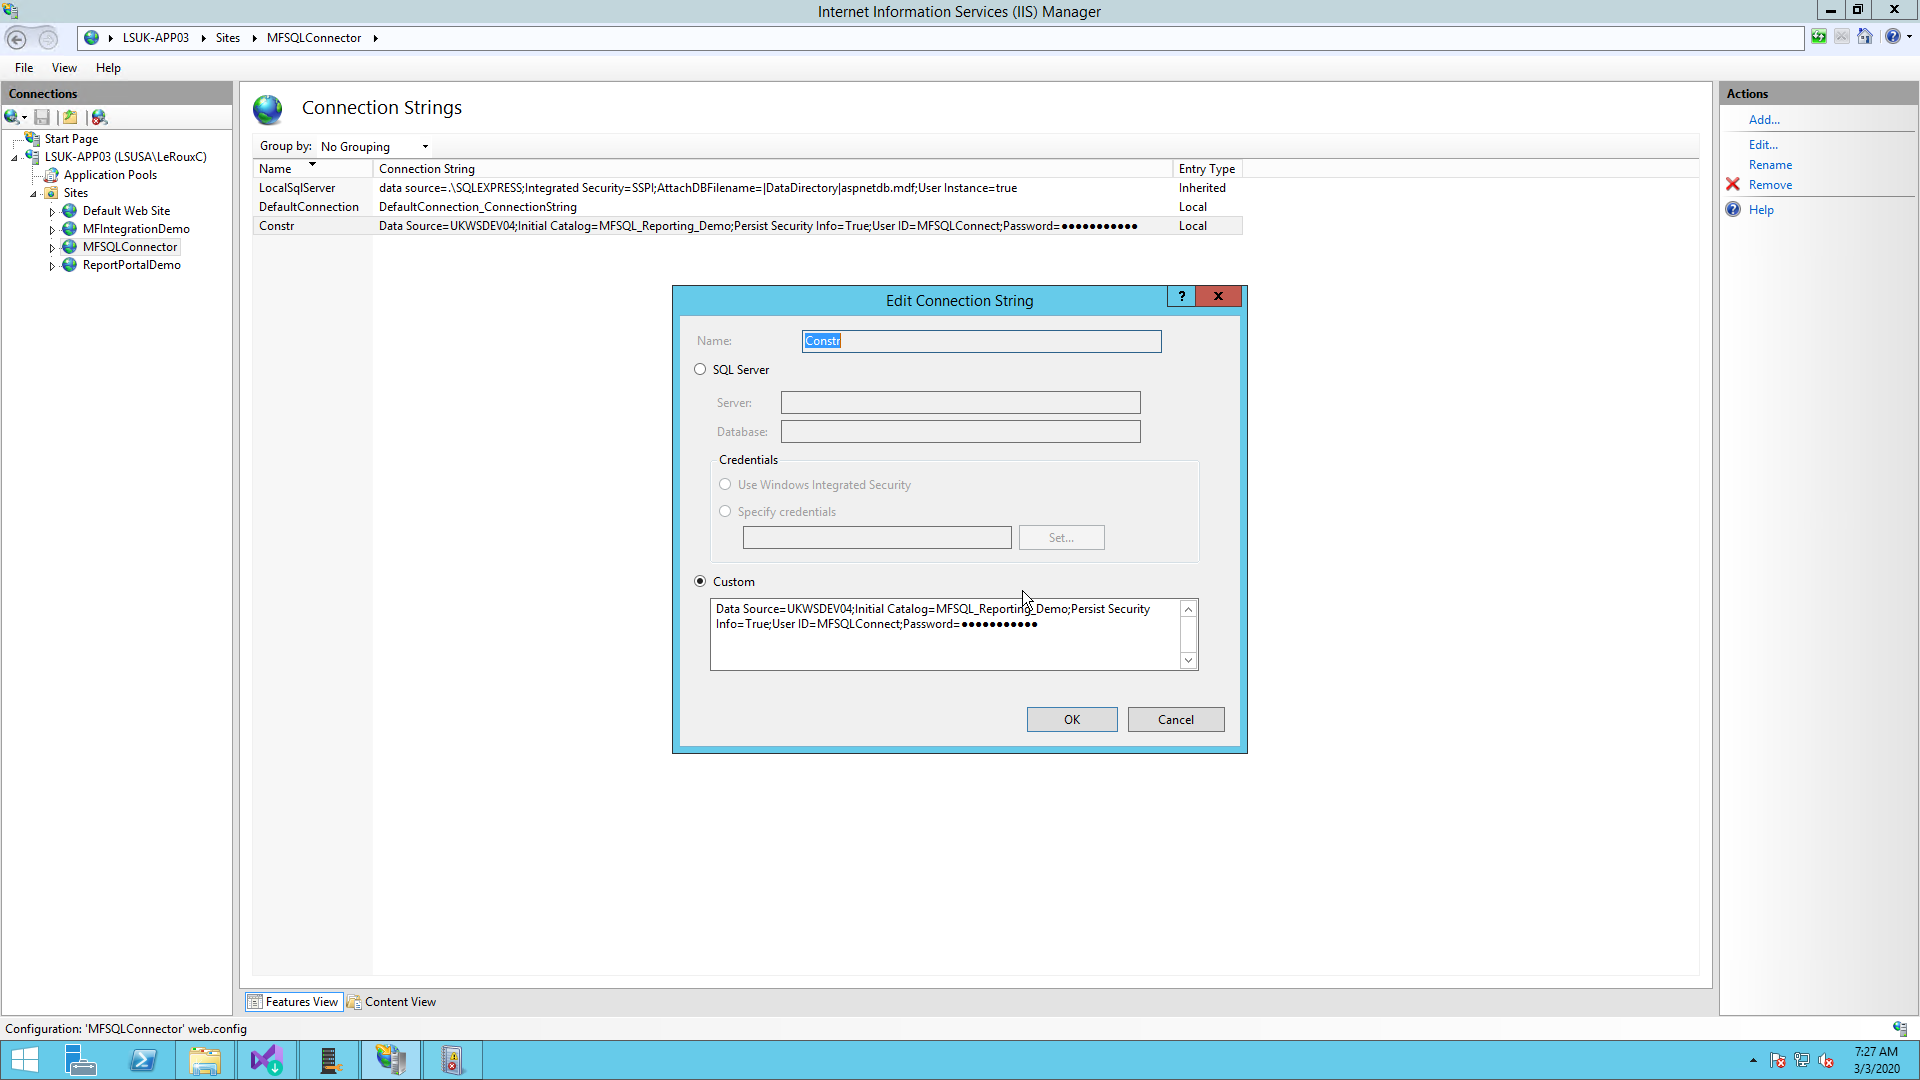 Internet Information Services (IIS) Manager
LSUK-APP03 Sites MFSQLConnector
File View Help
Connections
Start Page
LSUK-APP03 (LSUSA\LeRouxC)
Application Pools
Sites
Default Web Site
MFIntegrationDemo
MFSQLConnector
ReportPortalDemo
Connection Strings
Group by: No Grouping
Name Connection String Entry Type
LocalSqlServer data source=.\SQLEXPRESS;Integrated Security=SSPI;AttachDBFilename=|DataDirectory|aspnetdb.mdf;User Instance=true Inherited
DefaultConnection DefaultConnection_ConnectionString Local
Constr Data Source=UKWSDEV04;Initial Catalog=MFSQL_Reporting_Demo;Persist Security Info=True;User ID=MFSQLConnect;Password=●●●●●●●●●●● Local
Edit Connection String
? x
Name: Constr
SQL Server
Server:
Database:
Credentials
Use Windows Integrated Security
Specify credentials
Set...
Custom
Data Source=UKWSDEV04;Initial Catalog=MFSQL_Reporting_Demo;Persist Security
Info=True;User ID=MFSQLConnect;Password=●●●●●●●●●●●
OK Cancel
Actions
Add...
Edit...
Rename
Remove
Help
Features View Content View
Configuration: 'MFSQLConnector' web.config
7:27 AM
3/3/2020